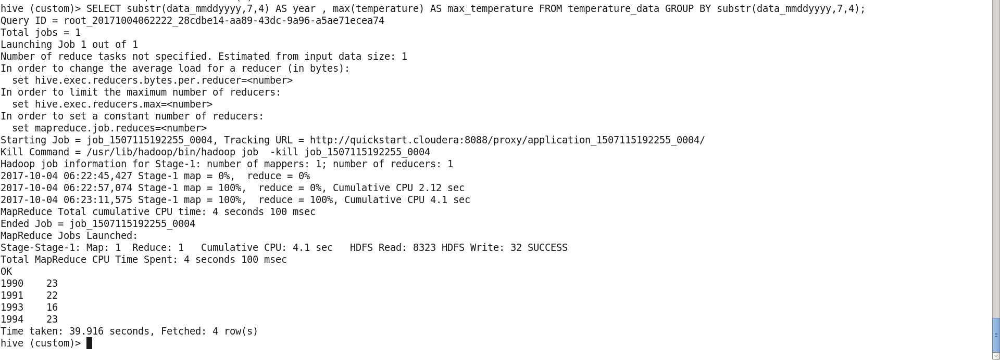 hive (custom)> SELECT substr(data_mmddyyyy,7,4) AS year , max(temperature) AS max_temperature FROM temperature_data GROUP BY substr(data_mmddyyyy,7,4);
Query ID = root_20171004062222_28cdbe14-aa89-43dc-9a96-a5ae71ecea74
Total jobs = 1
Launching Job 1 out of 1
Number of reduce tasks not specified. Estimated from input data size: 1
In order to change the average load for a reducer (in bytes):
  set hive.exec.reducers.bytes.per.reducer=<number>
In order to limit the maximum number of reducers:
  set hive.exec.reducers.max=<number>
In order to set a constant number of reducers:
  set mapreduce.job.reduces=<number>
Starting Job = job_1507115192255_0004, Tracking URL = http://quickstart.cloudera:8088/proxy/application_1507115192255_0004/
Kill Command = /usr/lib/hadoop/bin/hadoop job  -kill job_1507115192255_0004
Hadoop job information for Stage-1: number of mappers: 1; number of reducers: 1
2017-10-04 06:22:45,427 Stage-1 map = 0%,  reduce = 0%
2017-10-04 06:22:57,074 Stage-1 map = 100%,  reduce = 0%, Cumulative CPU 2.12 sec
2017-10-04 06:23:11,575 Stage-1 map = 100%,  reduce = 100%, Cumulative CPU 4.1 sec
MapReduce Total cumulative CPU time: 4 seconds 100 msec
Ended Job = job_1507115192255_0004
MapReduce Jobs Launched:
Stage-Stage-1: Map: 1  Reduce: 1   Cumulative CPU: 4.1 sec   HDFS Read: 8323 HDFS Write: 32 SUCCESS
Total MapReduce CPU Time Spent: 4 seconds 100 msec
OK
1990    23
1991    22
1993    16
1994    23
Time taken: 39.916 seconds, Fetched: 4 row(s)
hive (custom)>